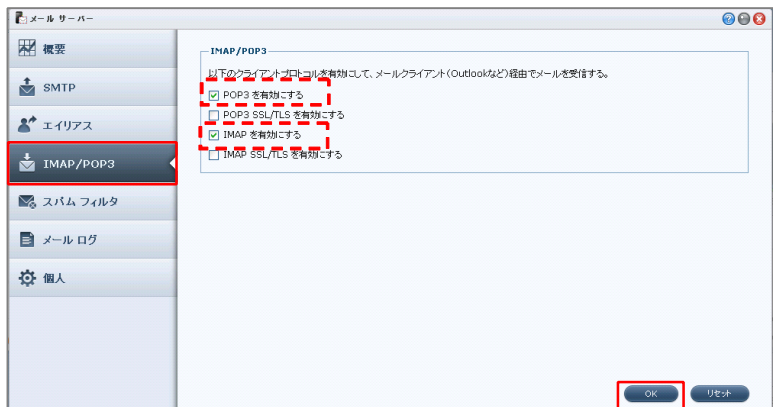 メール サーバー
概要
SMTP
エイリアス
IMAP/POP3
スパム フィルタ
メール ログ
個人
IMAP/POP3
以下のクライアントプロトコルを有効にして、メールクライアント(Outlookなど)経由でメールを受信する。
POP3 を有効にする
POP3 SSL/TLS を有効にする
IMAP を有効にする
IMAP SSL/TLS を有効にする
OK
リセット